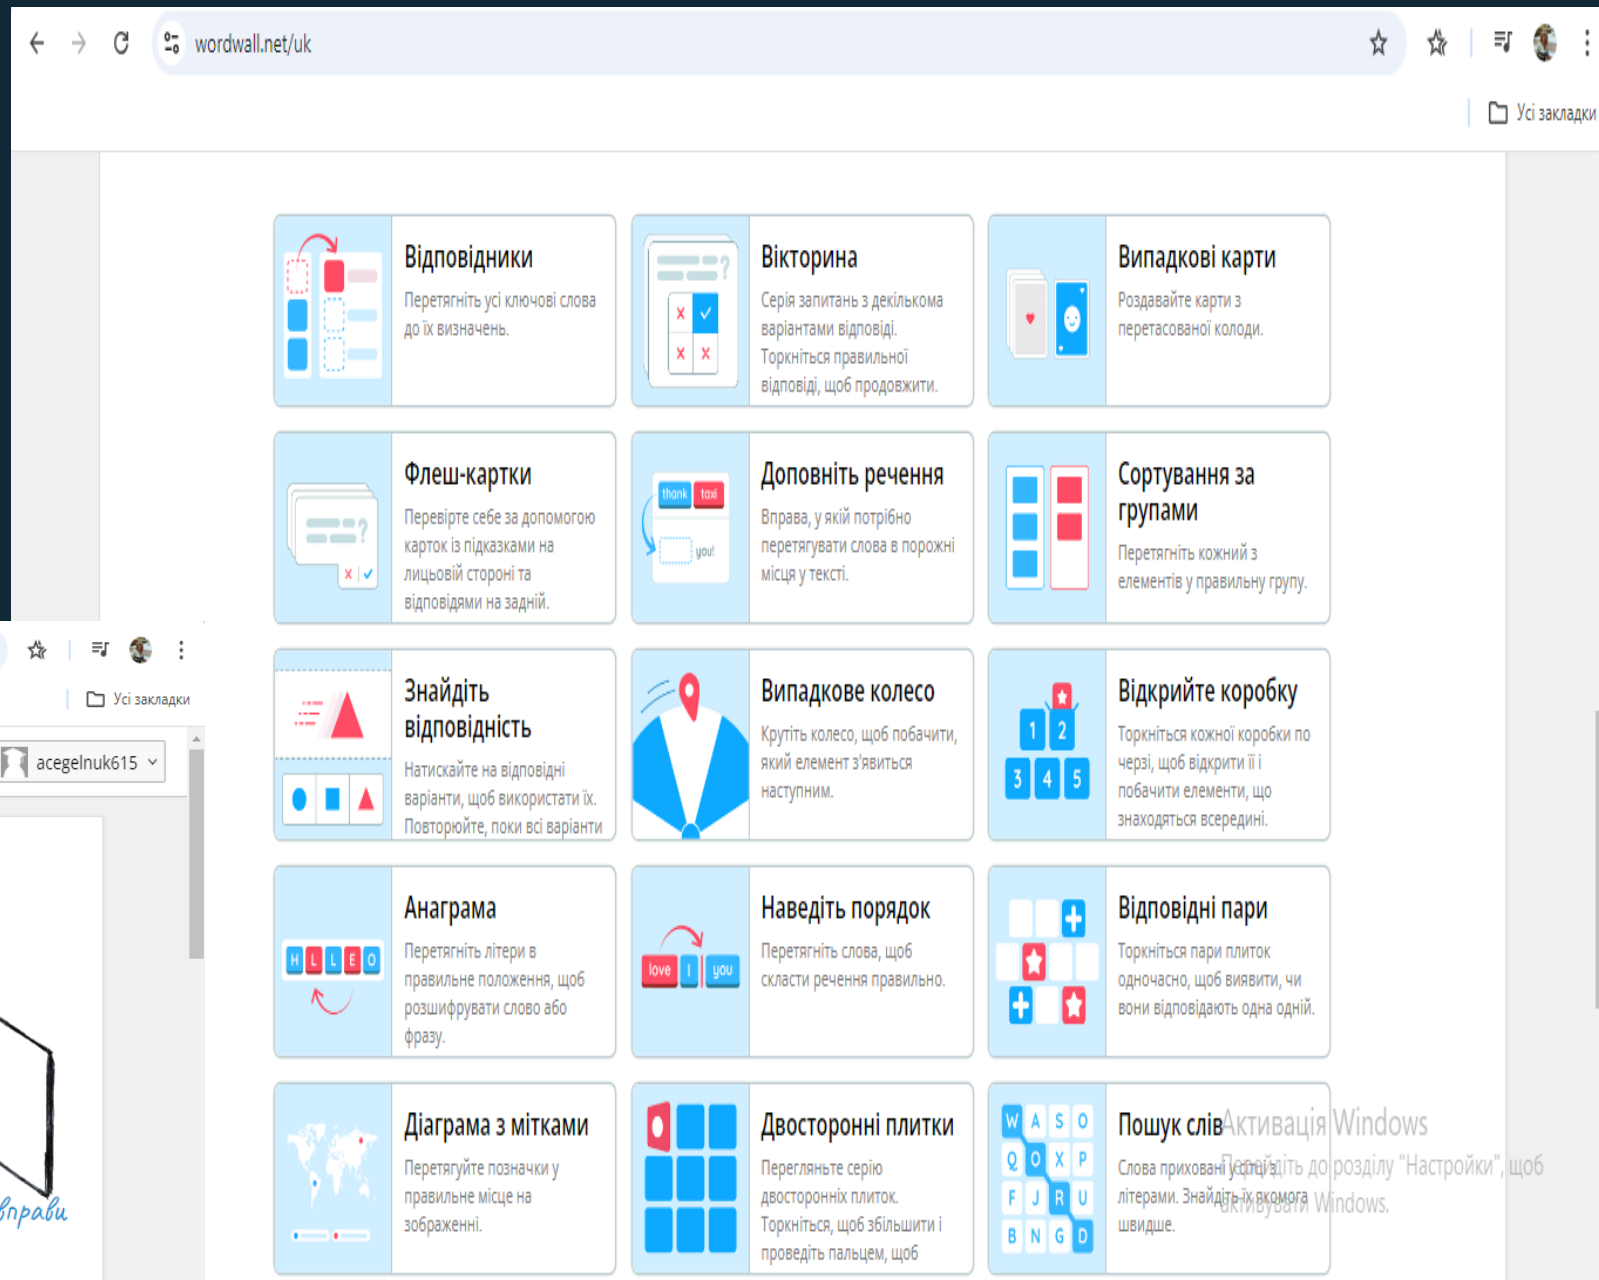 wordwall.net/uk
Усі закладки
Відповідники
Перетягніть усі ключові слова
до їх визначень.
Вікторина
Серія запитань з декількома
варіантами відповіді.
Торкніться правильної
відповіді, щоб продовжити.
?
Випадкові карти
Роздавайте карти з
перетасованої колоди.
Флеш-картки
Перевірте себе за допомогою
карток із підказками на
лицьовій стороні та
відповідями на задній.
?
Доповніть речення
Вправа, у якій потрібно
перетягувати слова в порожні
місця у тексті.
thank taxi
you!
Сортування за
групами
Перетягніть кожний з
елементів у правильну групу.
Знайдіть
відповідність
Натискайте на відповідні
варіанти, щоб використати їх.
Повторюйте, поки всі варіанти
Випадкове колесо
Крутіть колесо, щоб побачити,
який елемент з'явиться
наступним.
Відкрийте коробку
Торкніться кожної коробки по
черзі, щоб відкрити її і
побачити елементи, що
знаходяться всередині.
1 2
3 4 5
Анаграма
Перетягніть літери в
правильне положення, щоб
розшифрувати слово або
фразу.
H L L E O
Наведіть порядок
Перетягніть слова, щоб
скласти речення правильно.
love I you
Відповідні пари
Торкніться пари плиток
одночасно, щоб виявити, чи
вони відповідають одна одній.
Діаграма з мітками
Перетягуйте позначки у
правильне місце на
зображенні.
Двосторонні плитки
Перегляньте серію
двосторонніх плиток.
Торкніться, щоб збільшити і
проведіть пальцем, щоб
Пошук слів
Слова приховані у сітці з
літерами. Знайдіть їх якомога
швидше.
W A S O
Q O X P
F J R U
B N G D
Активація Windows
Перейдіть до розділу "Настройки", щоб
активувати Windows.
Усі закладки
acegelnuk615
вправи